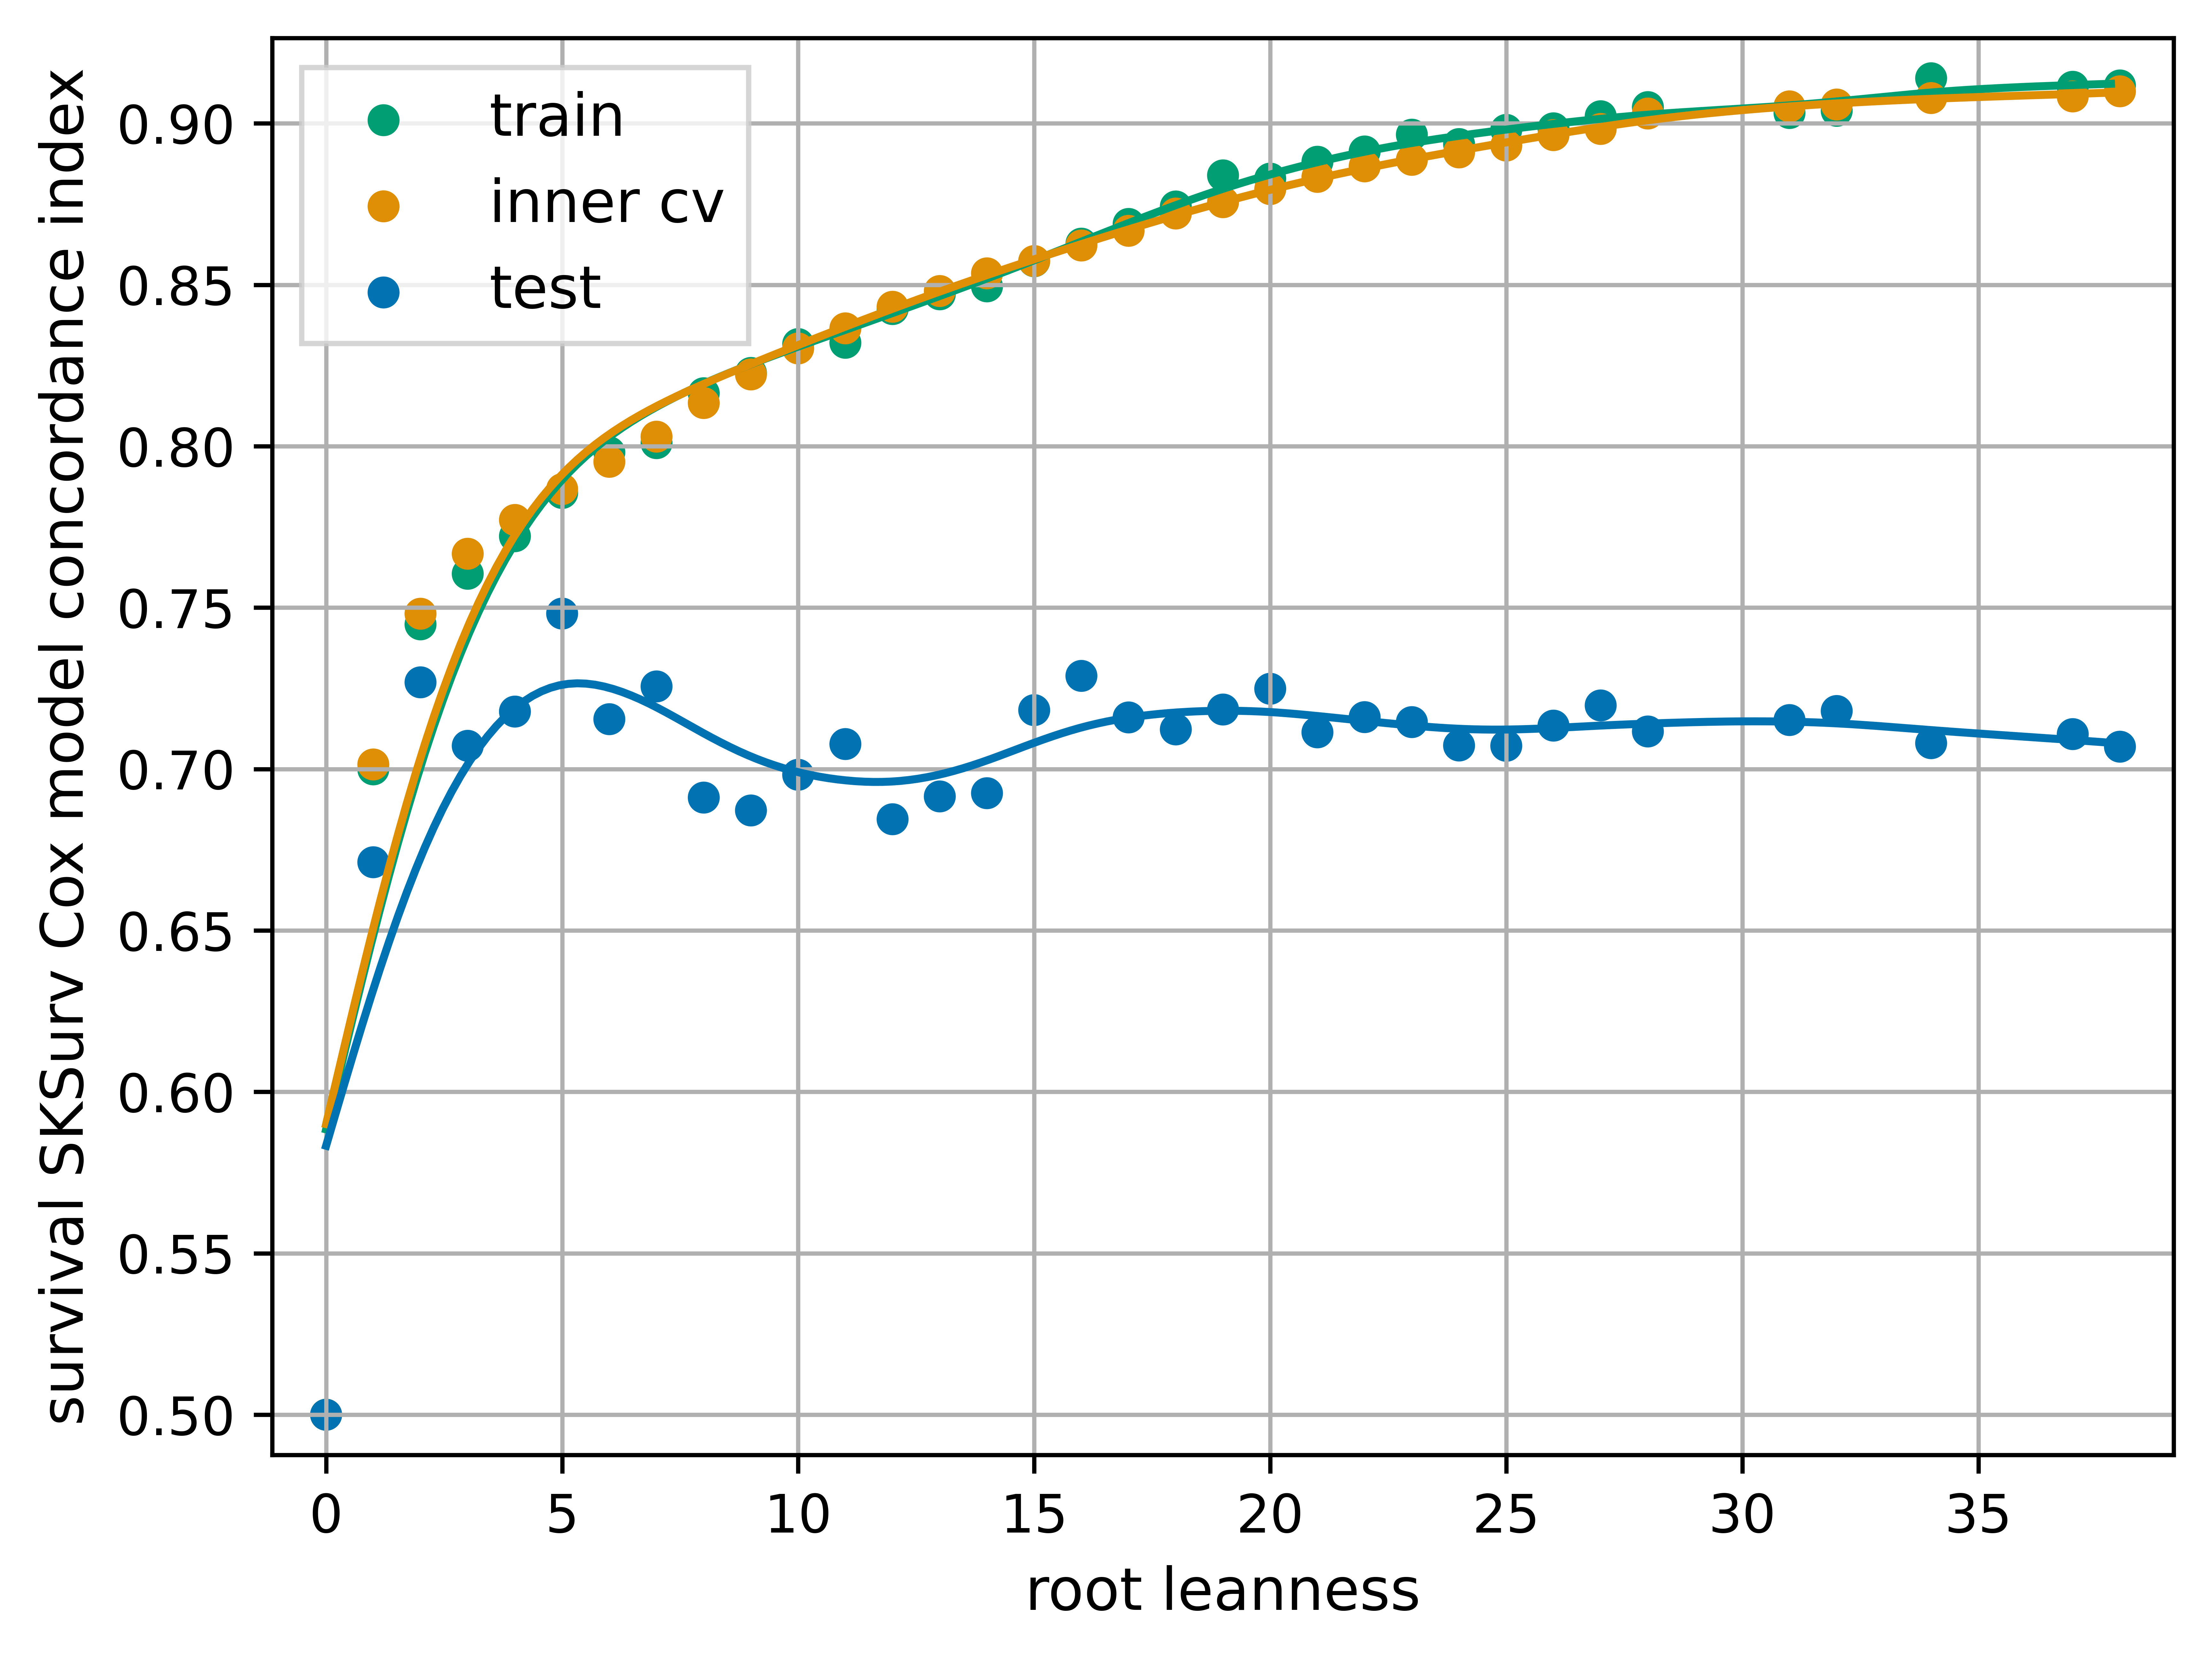 survival SKSurv Cox model concordance index
train
inner cv
test
0.90
0.85
0.80
0.75
0.70
0.65
0.60
0.55
0.50
0 5 10 15 20 25 30 35
root leanness